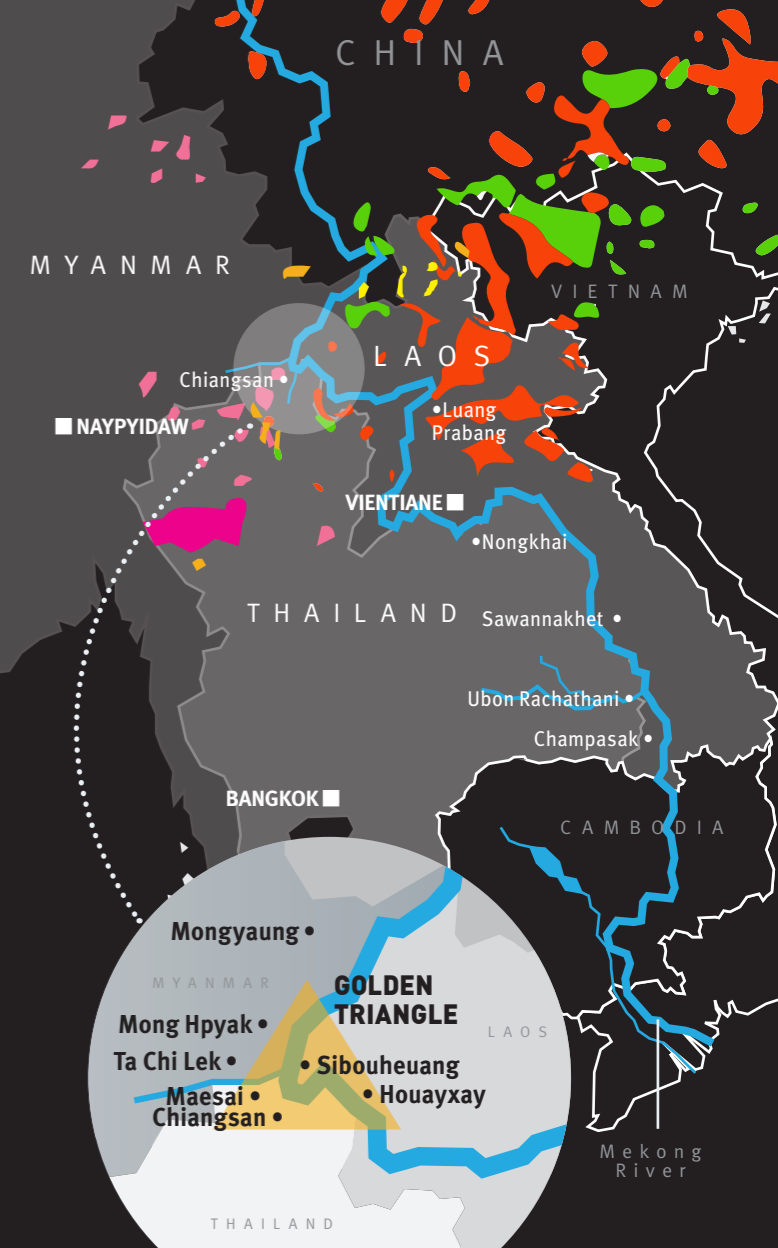 CHINA
MYANMAR
VIETNAM
LAOS
Chiangsan
Luang
Prabang
NAYPYIDAW
VIENTIANE
Nongkhai
THAILAND
Sawannakhet
Ubon Rachathani
Champasak
BANGKOK
CAMBODIA
Mongyaung
MYANMAR
GOLDEN
TRIANGLE
Mong Hpyak
LAOS
Ta Chi Lek
Sibouheuang
Maesai
Houayxay
Chiangsan
Mekong
River
THAILAND